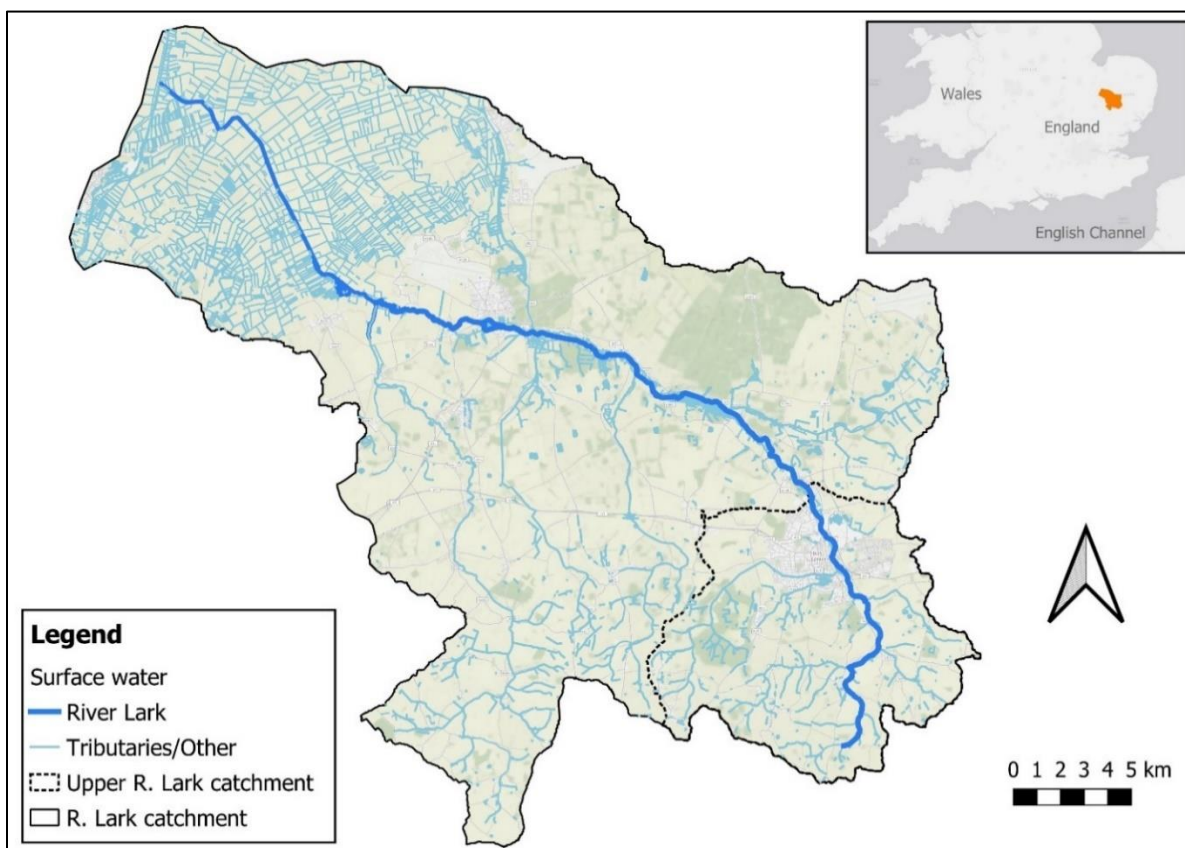 Wales
England
English Channel
Legend
Surface water
River Lark
Tributaries/Other
Upper R. Lark catchment
R. Lark catchment
0 1 2 3 4 5 km